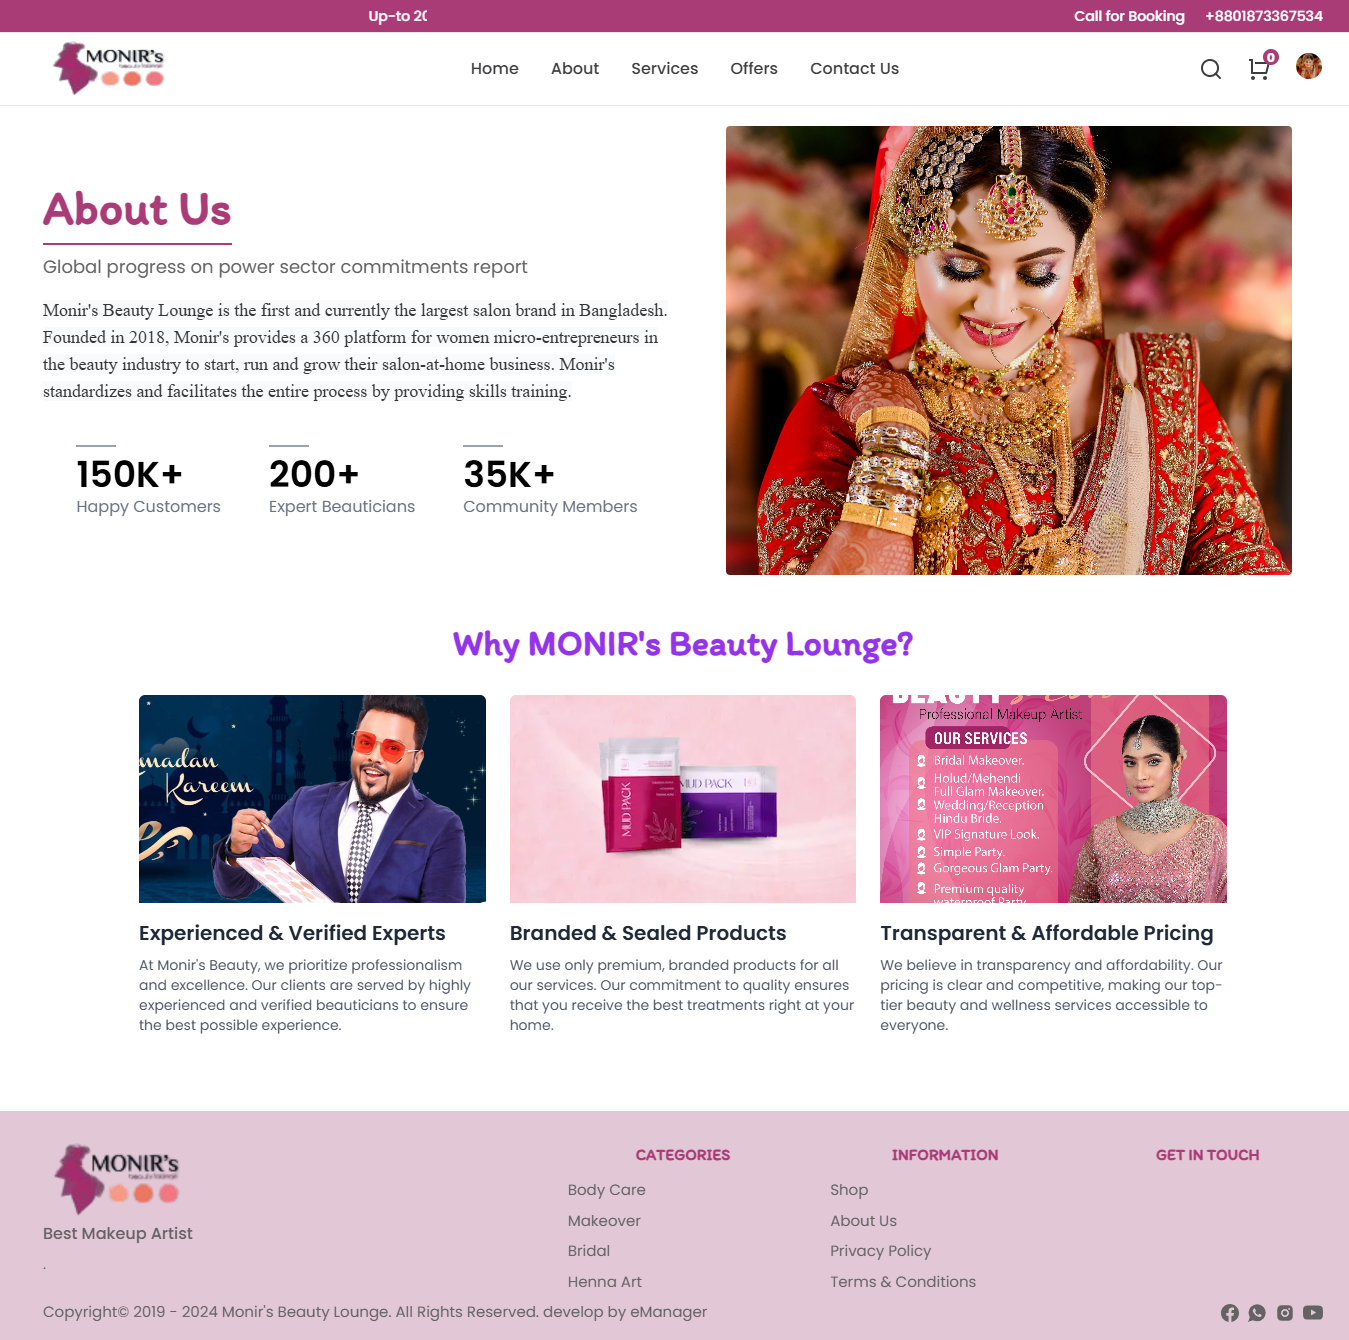 Up-to 20
Call for Booking +8801873367534
MONIR's
Home About Services Offers Contact Us
0
About Us
Global progress on power sector commitments report
Monir's Beauty Lounge is the first and currently the largest salon brand in Bangladesh.
Founded in 2018, Monir's provides a 360 platform for women micro-entrepreneurs in
the beauty industry to start, run and grow their salon-at-home business. Monir's
standardizes and facilitates the entire process by providing skills training.
150K+
Happy Customers
200+
Expert Beauticians
35K+
Community Members
Why MONIR's Beauty Lounge?
madan
Kareem
MUD PACK
MUD PACK
BEAUTY
Professional Makeup Artist
OUR SERVICES
Bridal Makeover.
Holud/Mehendi
Full Glam Makeover.
Wedding/Reception
Hindu Bride.
VIP Signature Look.
Simple Party.
Gorgeous Glam Party.
Premium quality
waterproof Party
Experienced & Verified Experts
At Monir's Beauty, we prioritize professionalism
and excellence. Our clients are served by highly
experienced and verified beauticians to ensure
the best possible experience.
Branded & Sealed Products
We use only premium, branded products for all
our services. Our commitment to quality ensures
that you receive the best treatments right at your
home.
Transparent & Affordable Pricing
We believe in transparency and affordability. Our
pricing is clear and competitive, making our top-
tier beauty and wellness services accessible to
everyone.
MONIR's
Best Makeup Artist
.
CATEGORIES
Body Care
Makeover
Bridal
Henna Art
INFORMATION
Shop
About Us
Privacy Policy
Terms & Conditions
GET IN TOUCH
Copyright© 2019 - 2024 Monir's Beauty Lounge. All Rights Reserved. develop by eManager